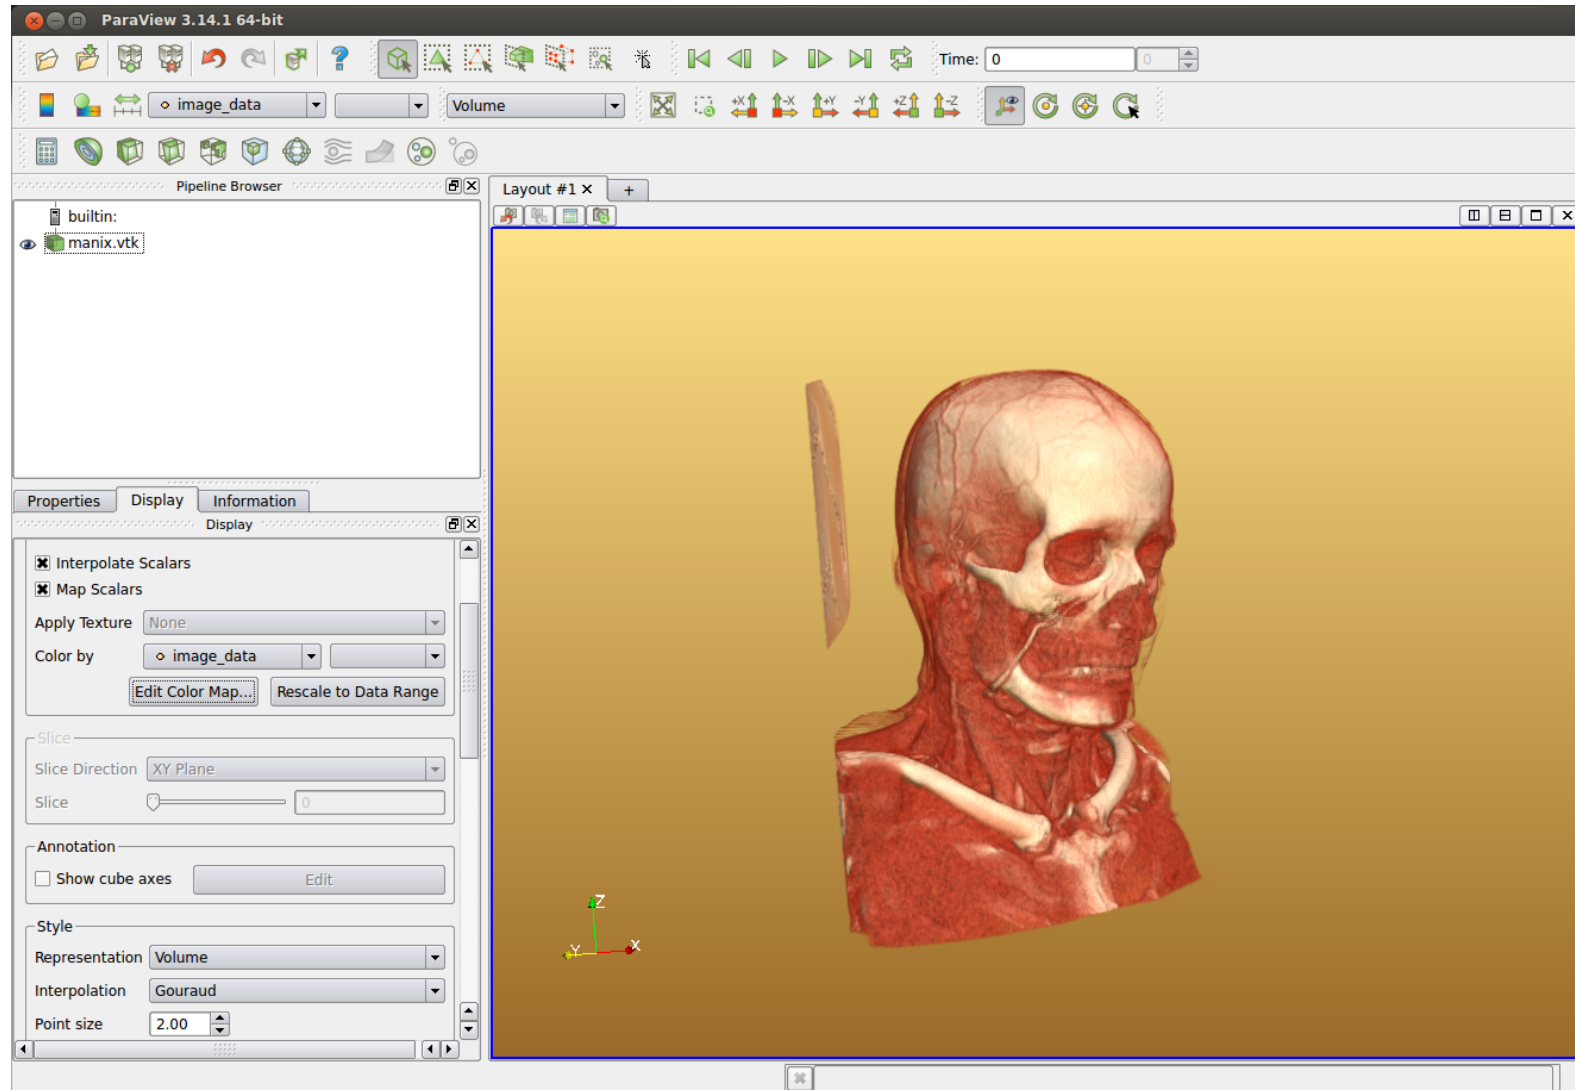 ParaView 3.14.1 64-bit
Time: 0 0
image_data Volume +X -X +Y -Y +Z -Z
Pipeline Browser
Layout #1 +
builtin:
manix.vtk
Properties Display Information
Display
Interpolate Scalars
Map Scalars
Apply Texture None
Color by image_data
Edit Color Map... Rescale to Data Range
Slice
Slice Direction XY Plane
Slice 0
Annotation
Show cube axes Edit
Style
Representation Volume
Interpolation Gouraud
Point size 2.00
Z
Y X